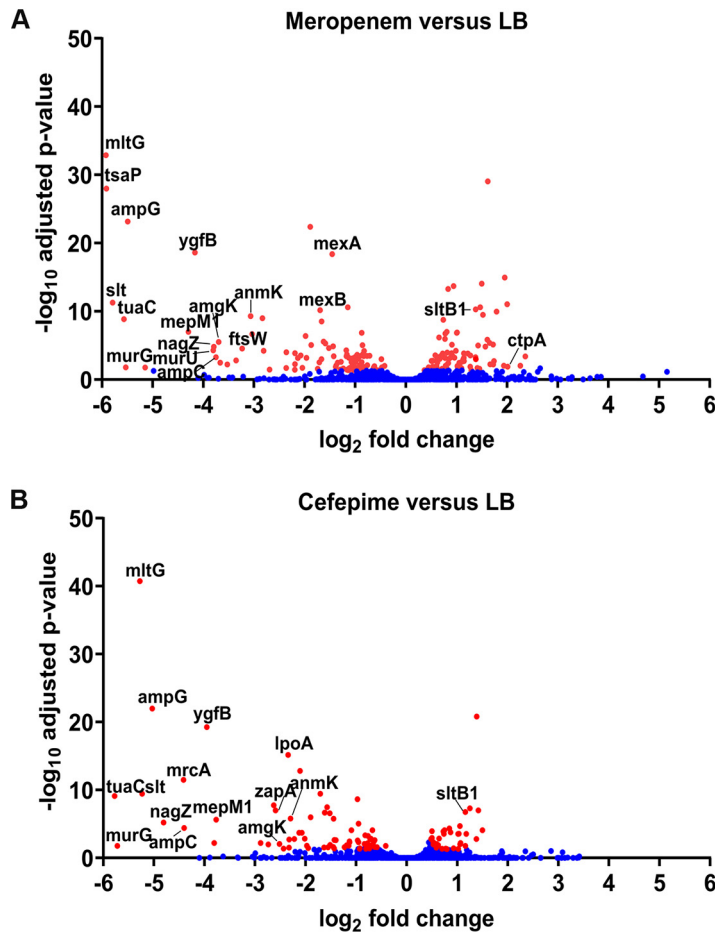 A
Meropenem versus LB
-log10 adjusted p-value
50
40
30
20
10
0
mltG
tsaP
ampG
ygfB
mexA
slt
tuaC
amgK
anmK
mexB
sltB1
mepM1
nagZ
ftsW
murG
murU
ampC
ctpA
-6 -5 -4 -3 -2 -1 0 1 2 3 4 5 6
log2 fold change
B
Cefepime versus LB
-log10 adjusted p-value
50
40
30
20
10
0
mltG
ampG
ygfB
lpoA
mrcA
tuaC slt
zapA
anmK
sltB1
nagZ
mepM1
murG
ampC
amgK
-6 -5 -4 -3 -2 -1 0 1 2 3 4 5 6
log2 fold change